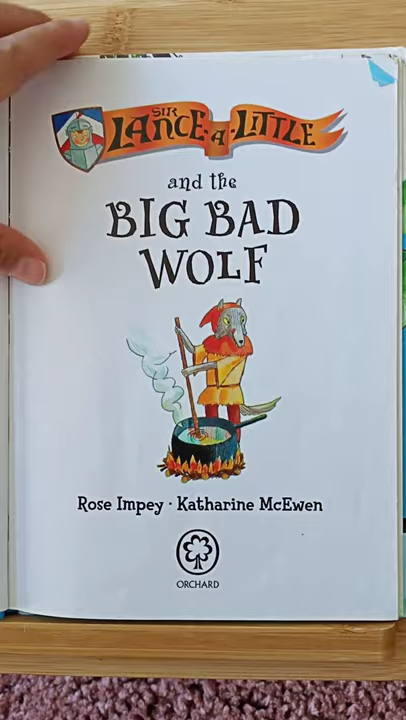 SIR
LANCE-A-LITTLE
and the
BIG BAD
WOLF
Rose Impey · Katharine McEwen
ORCHARD